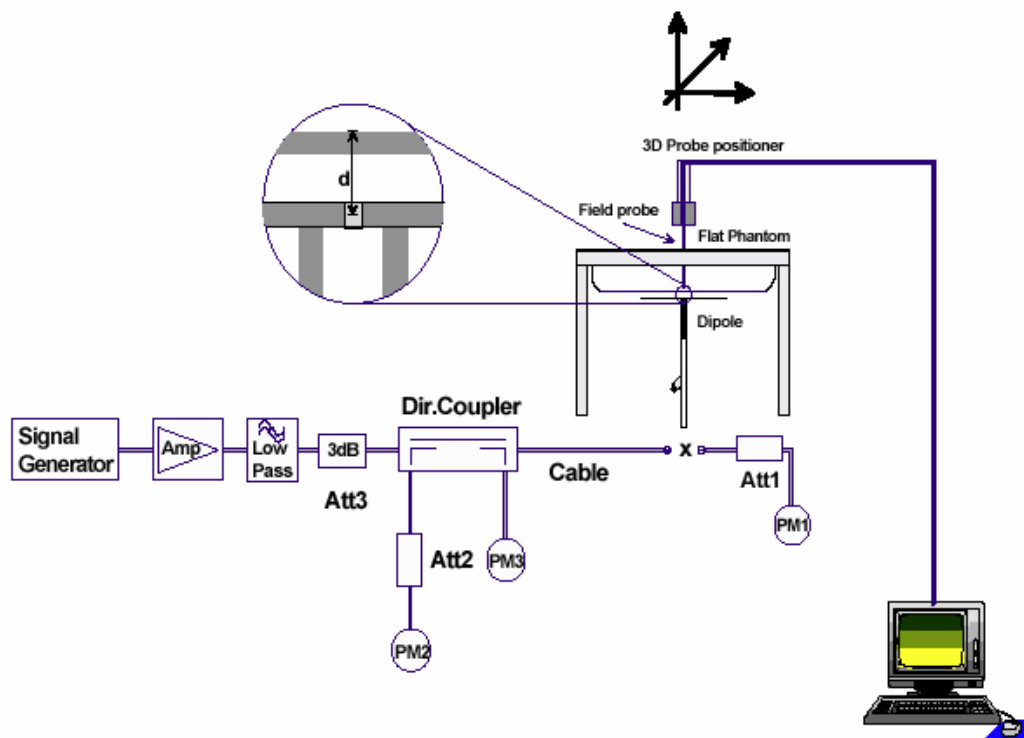 3D Probe positioner
d
Field probe
Flat Phantom
Dipole
Dir.Coupler
Signal
Generator
Amp
Low
Pass
3dB
Cable
x
Att1
Att3
PM1
Att2
PM3
PM2